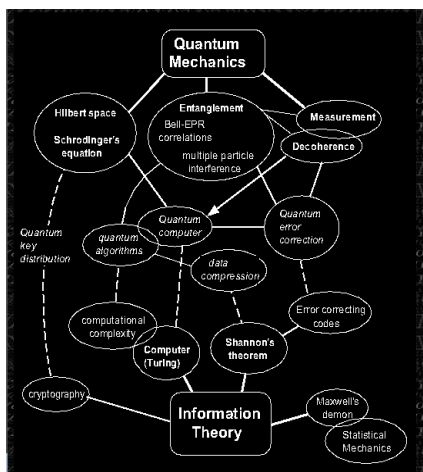 Quantum
Mechanics
Hilbert space
Schrodinger's
equation
Entanglement
Bell-EPR
correlations
multiple particle
interference
Measurement
Decoherence
Quantum
key
distribution
quantum
algorithms
Quantum
computer
Quantum
error
correction
data
compression
computational
complexity
Computer
(Turing)
Shannon's
theorem
Error correcting
codes
cryptography
Information
Theory
Maxwell's
demon
Statistical
Mechanics